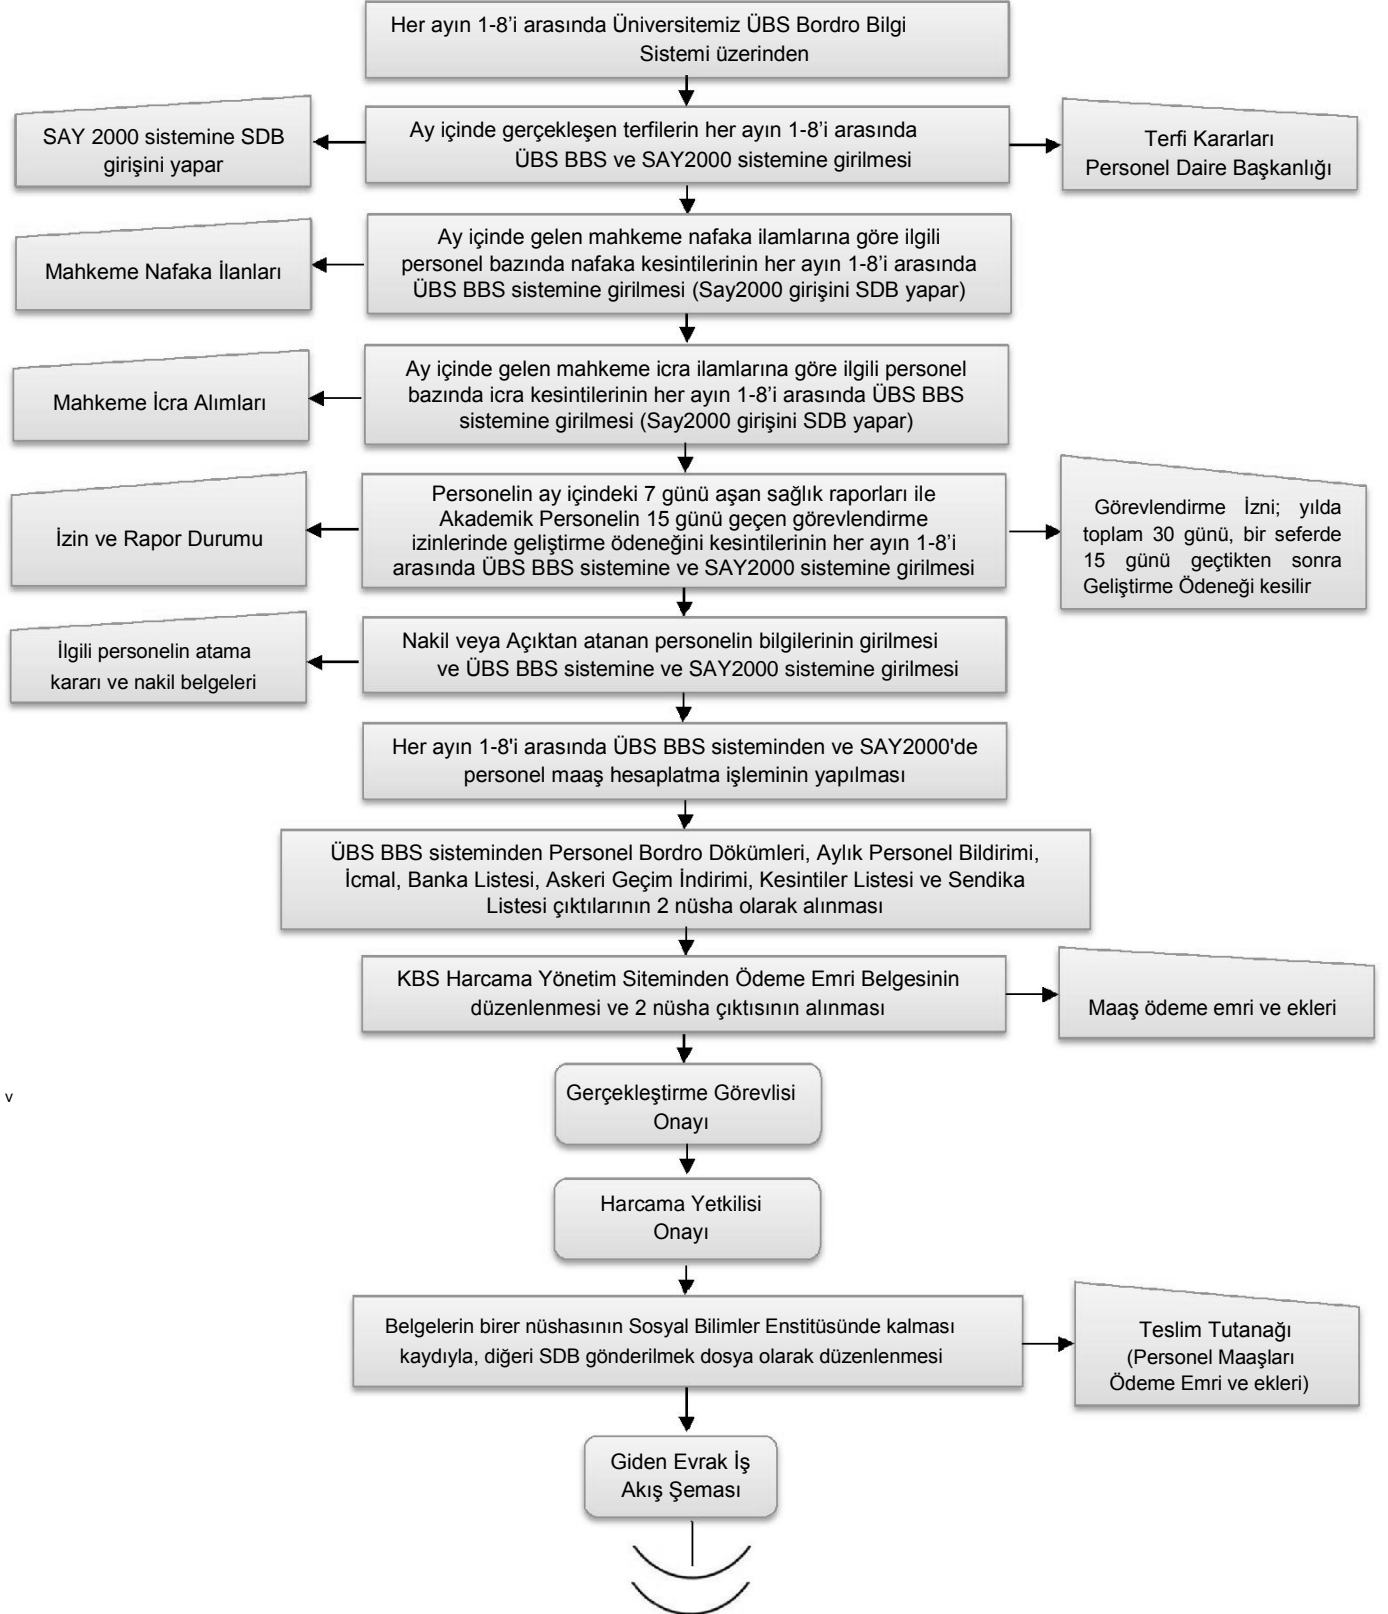 Her ayın 1-8’i arasında Üniversitemiz ÜBS Bordro Bilgi
Sistemi üzerinden
SAY 2000 sistemine SDB
girişini yapar
Ay içinde gerçekleşen terfilerin her ayın 1-8’i arasında
ÜBS BBS ve SAY2000 sistemine girilmesi
Terfi Kararları
Personel Daire Başkanlığı
Mahkeme Nafaka İlanları
Ay içinde gelen mahkeme nafaka ilamlarına göre ilgili
personel bazında nafaka kesintilerinin her ayın 1-8’i arasında
ÜBS BBS sistemine girilmesi (Say2000 girişini SDB yapar)
Mahkeme İcra Alımları
Ay içinde gelen mahkeme icra ilamlarına göre ilgili personel
bazında icra kesintilerinin her ayın 1-8’i arasında ÜBS BBS
sistemine girilmesi (Say2000 girişini SDB yapar)
İzin ve Rapor Durumu
Personelin ay içindeki 7 günü aşan sağlık raporları ile
Akademik Personelin 15 günü geçen görevlendirme
izinlerinde geliştirme ödeneğini kesintilerinin her ayın 1-8’i
arasında ÜBS BBS sistemine ve SAY2000 sistemine girilmesi
Görevlendirme İzni; yılda
toplam 30 günü, bir seferde
15 günü geçtikten sonra
Geliştirme Ödeneği kesilir
İlgili personelin atama
kararı ve nakil belgeleri
Nakil veya Açıktan atanan personelin bilgilerinin girilmesi
ve ÜBS BBS sistemine ve SAY2000 sistemine girilmesi
Her ayın 1-8'i arasında ÜBS BBS sisteminden ve SAY2000'de
personel maaş hesaplatma işleminin yapılması
ÜBS BBS sisteminden Personel Bordro Dökümleri, Aylık Personel Bildirimi,
İcmal, Banka Listesi, Askeri Geçim İndirimi, Kesintiler Listesi ve Sendika
Listesi çıktılarının 2 nüsha olarak alınması
KBS Harcama Yönetim Siteminden Ödeme Emri Belgesinin
düzenlenmesi ve 2 nüsha çıktısının alınması
Maaş ödeme emri ve ekleri
Gerçekleştirme Görevlisi
Onayı
v
Harcama Yetkilisi
Onayı
Belgelerin birer nüshasının Sosyal Bilimler Enstitüsünde kalması
kaydıyla, diğeri SDB gönderilmek dosya olarak düzenlenmesi
Teslim Tutanağı
(Personel Maaşları
Ödeme Emri ve ekleri)
Giden Evrak İş
Akış Şeması